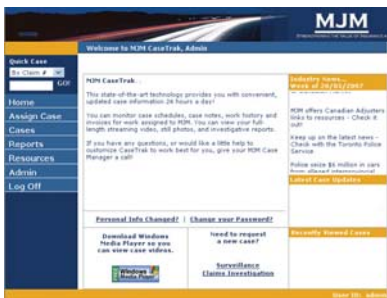 MJM
Welcome to MJM CaseTrak, Admin
Quick Case
By Claim #
GO!
Home
Assign Case
Cases
Reports
Resources
Admin
Log Off
MJM CaseTrak. . .
This state-of-the-art technology provides you with convenient,
updated case information 24 hours a day!
You can monitor case schedules, case notes, work history and
invoices for work assigned to MJM. You can view your full-
length streaming video, still photos, and investigative reports.
If you have any questions, or would like a little help to
customize CaseTrak to work best for you, give your MJM Case
Manager a call!
Personal Info Changed? | Change your Password?
Download Windows
Media Player so you
can view case videos.
Windows
Need to request
a new case?
Surveillance
Claims Investigation
Industry News...
Week of 26/03/2007
MJM offers Canadian Adjusters
links to resources - Check it
out!
Keep up on the latest news -
Check with the Toronto Police
Service
Police seize $6 million in cars
Latest Case Updates
Recently Viewed Cases
User ID: admin